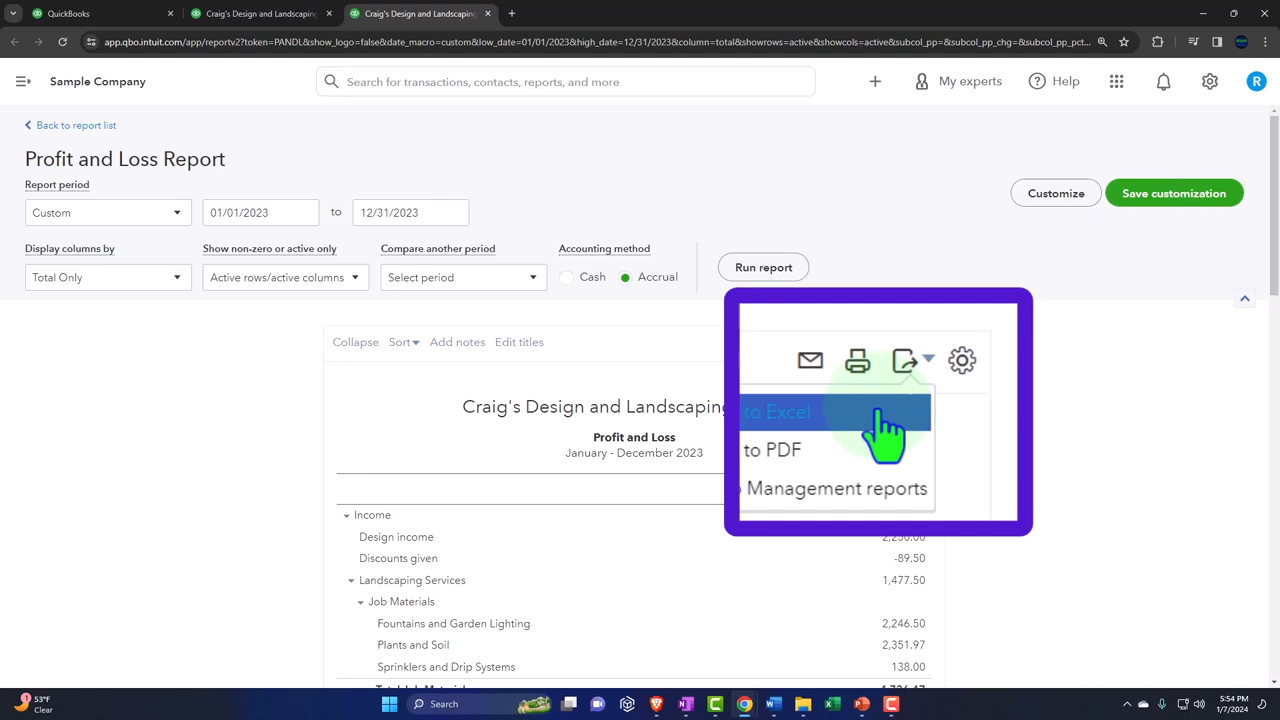 QuickBooks
Craig's Design and Landscaping
Craig's Design and Landscaping
app.qbo.intuit.com/app/reportv2?token=PANDL&show_logo=false&date_macro=custom&low_date=01/01/2023&high_date=12/31/2023&column=total&showrows=active&showcols=active&subcol_pp=&subcol_pp_chg=&subcol_pp_pct...
Sample Company
Search for transactions, contacts, reports, and more
My experts
Help
R
Back to report list
Profit and Loss Report
Report period
Customize
Save customization
Custom
01/01/2023
to
12/31/2023
Display columns by
Show non-zero or active only
Compare another period
Accounting method
Total Only
Active rows/active columns
Select period
Cash
Accrual
Run report
Collapse
Sort
Add notes
Edit titles
to Excel
to PDF
Management reports
Craig's Design and Landscaping
Profit and Loss
January - December 2023
Income
Design income 2,250.00
Discounts given -89.50
Landscaping Services 1,477.50
Job Materials
Fountains and Garden Lighting 2,246.50
Plants and Soil 2,351.97
Sprinklers and Drip Systems 138.00
1
53°F
Clear
Search
5:54 PM
1/7/2024